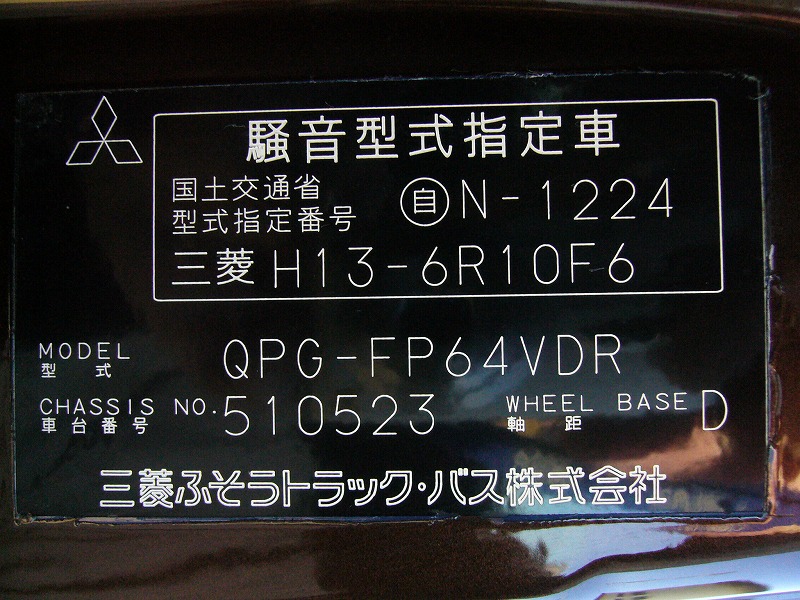 騒音型式指定車
国土交通省
型式指定番号 自N-1224
三菱 H13-6R10F6
MODEL
型式 QPG-FP64VDR
CHASSIS NO.
車台番号 510523
WHEEL BASE
軸距 D
三菱ふそうトラック・バス株式会社